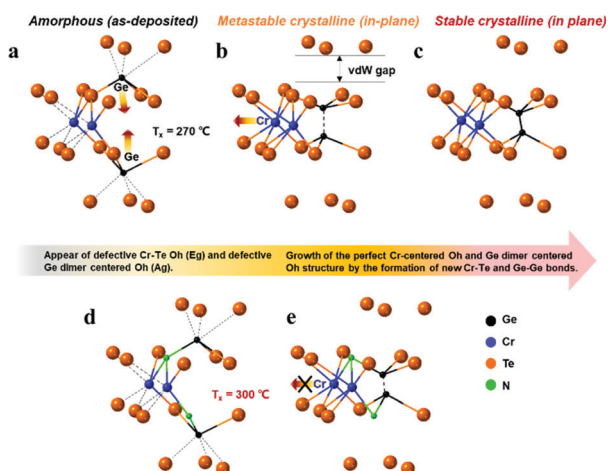 Amorphous (as-deposited) Metastable crystalline (in-plane) Stable crystalline (in plane)
a b c
vdW gap
Ge
Cr
Tₓ = 270 ℃
Ge
Appear of defective Cr-Te Oh (Eg) and defective
Ge dimer centered Oh (Ag).
Growth of the perfect Cr-centered Oh and Ge dimer centered
Oh structure by the formation of new Cr-Te and Ge-Ge bonds.
d e
Ge
Cr
Te
N
Cr
Tₓ = 300 ℃